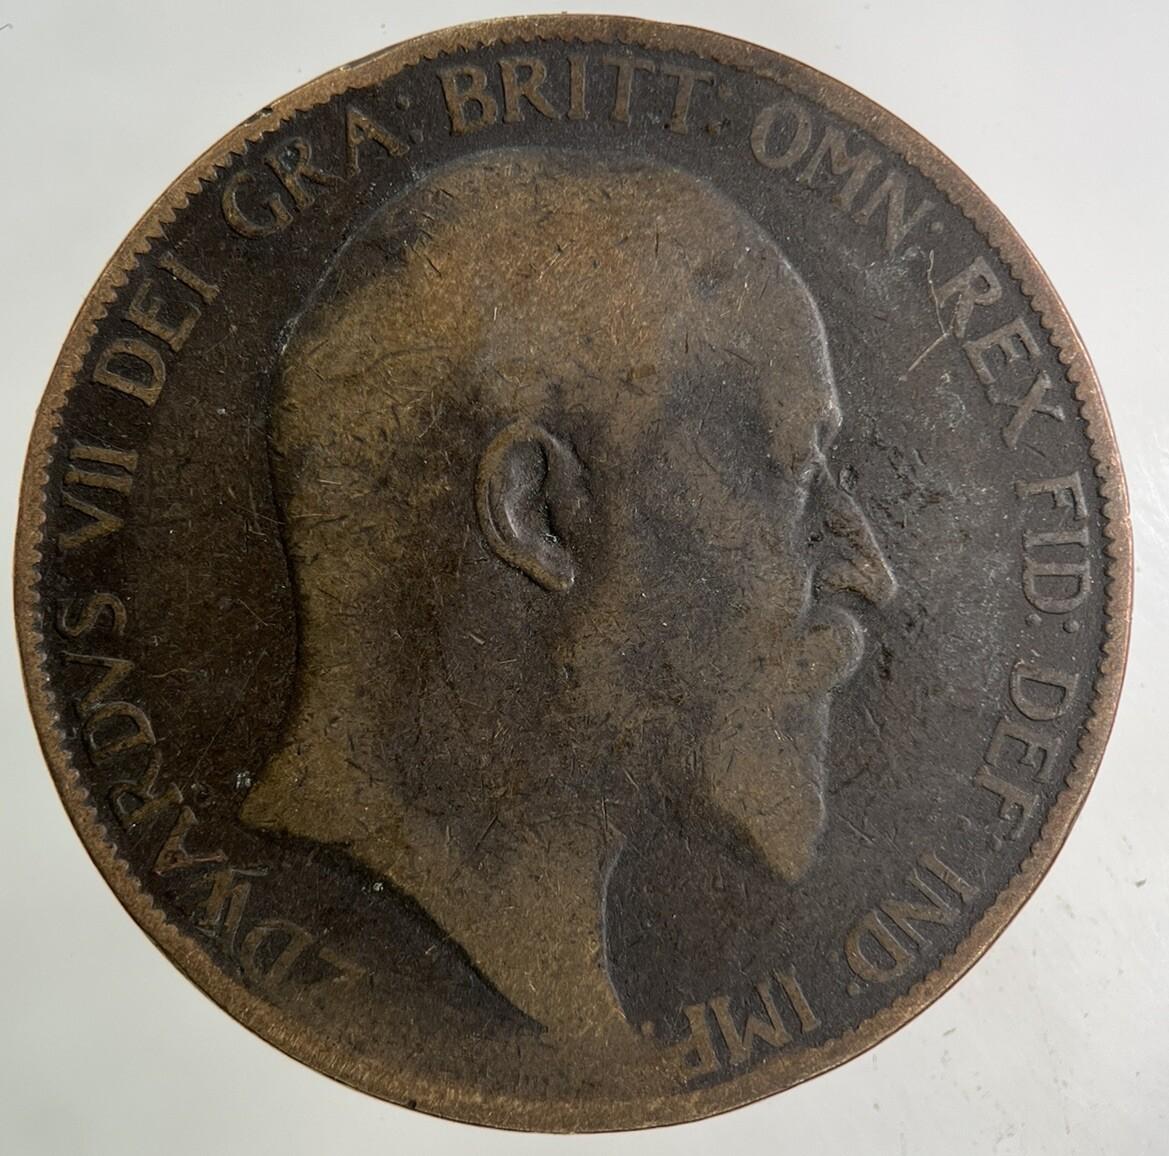 EDWARDVS VII DEI GRA: BRITT: OMN: REX FID: DEF: IND: IMP: